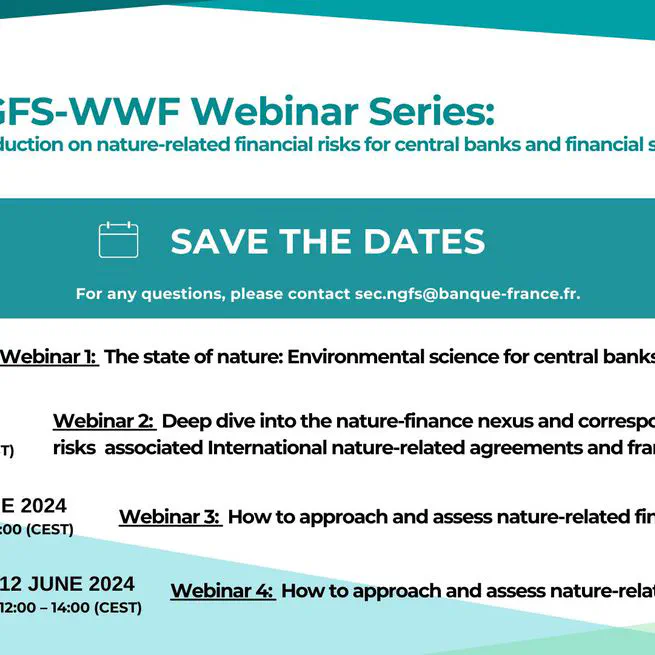 GFS-WWF Webinar Series:
duction on nature-related financial risks for central banks and financial s
SAVE THE DATES
For any questions, please contact sec.ngfs@banque-france.fr.
Webinar 1: The state of nature: Environmental science for central banks
Webinar 2: Deep dive into the nature-finance nexus and correspo
T) risks associated International nature-related agreements and fra
E 2024
:00 (CEST)
Webinar 3: How to approach and assess nature-related fin
12 JUNE 2024
12:00 – 14:00 (CEST)
Webinar 4: How to approach and assess nature-relat